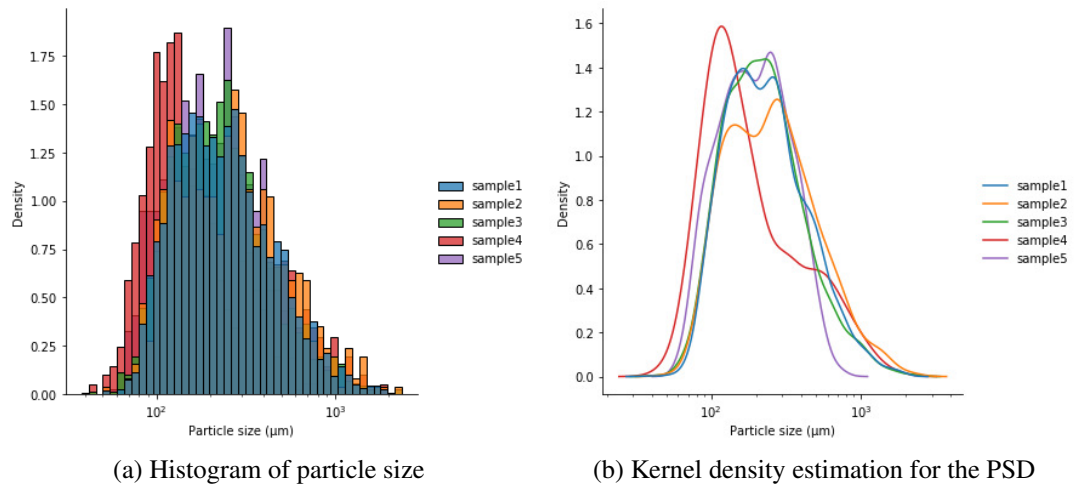 1.75
1.50
1.25
1.00
0.75
0.50
0.25
0.00
Density
10²
10³
Particle size (µm)
sample1
sample2
sample3
sample4
sample5
(a) Histogram of particle size
1.6
1.4
1.2
1.0
0.8
0.6
0.4
0.2
0.0
Density
10²
10³
Particle size (µm)
sample1
sample2
sample3
sample4
sample5
(b) Kernel density estimation for the PSD